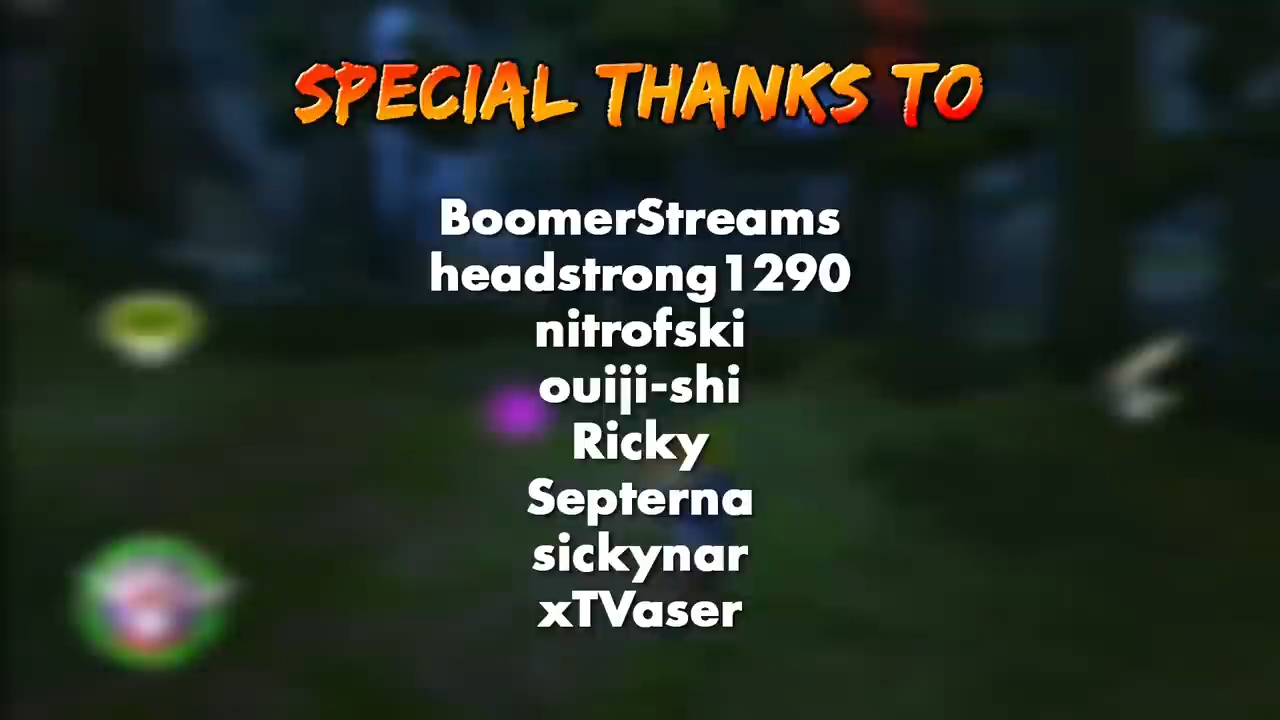 SPECIAL THANKS TO
BoomerStreams
headstrong1290
nitrofski
ouiji-shi
Ricky
Septerna
sickynar
xTVaser